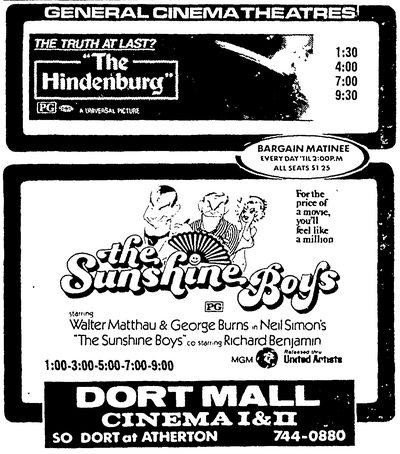 GENERAL CINEMA THEATRES
THE TRUTH AT LAST?
"The
Hindenburg"
PG A UNIVERSAL PICTURE
1:30
4:00
7:00
9:30
BARGAIN MATINEE
EVERY DAY 'TIL 2:00P.M
ALL SEATS $1 25
For the
price of
a movie,
you'll
feel like
a million
the
Sunshine Boys
PG
starring
Walter Matthau & George Burns in Neil Simon's
"The Sunshine Boys" co starring Richard Benjamin
MGM Released thru
United Artists
1:00-3:00-5:00-7:00-9:00
DORT MALL
CINEMA I & II
SO DORT at ATHERTON 744-0880